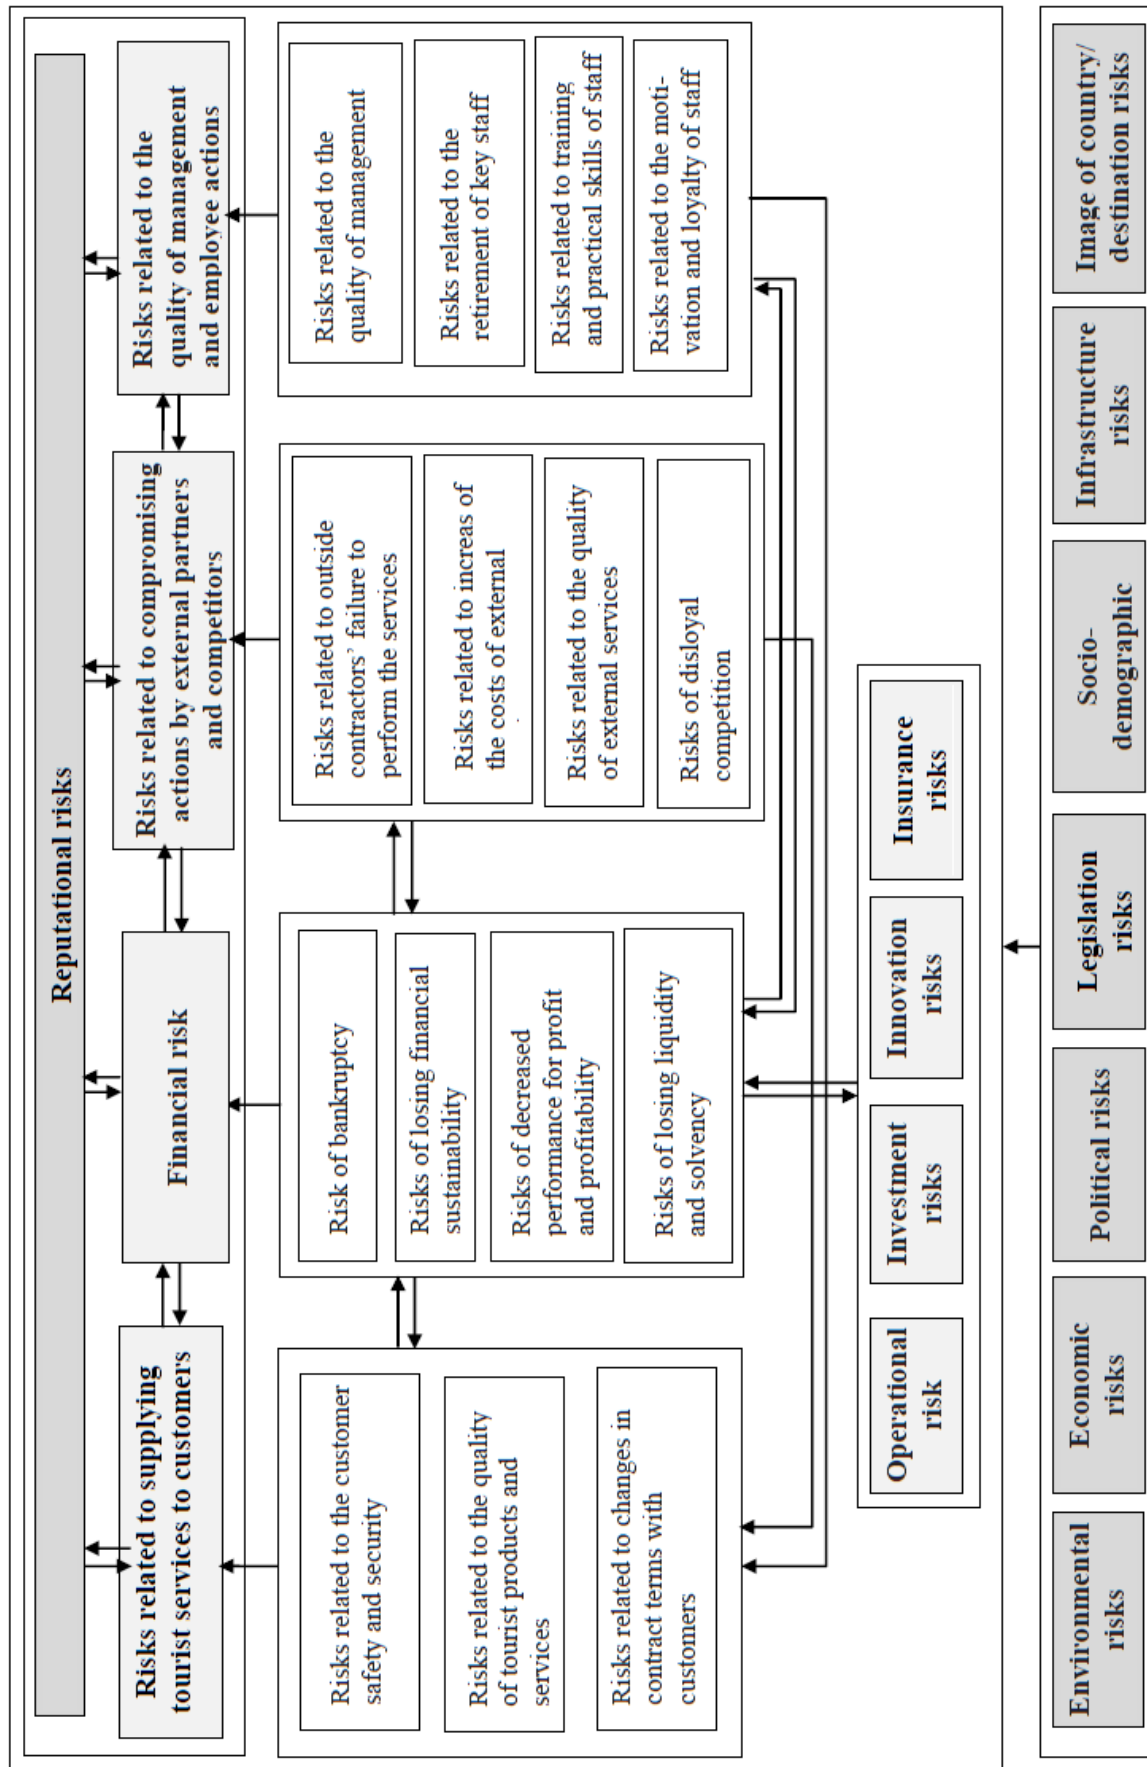 Reputational risks
Risks related to supplying
tourist services to customers
Financial risk
Risks related to compromising
actions by external partners
and competitors
Risks related to the
quality of management
and employee actions
Risks related to the customer
safety and security
Risks related to the quality
of tourist products and
services
Risks related to changes in
contract terms with
customers
Risk of bankruptcy
Risks of losing financial
sustainability
Risks of decreased
performance for profit
and profitability
Risks of losing liquidity
and solvency
Risks related to outside
contractors’ failure to
perform the services
Risks related to increas of
the costs of external
Risks related to the quality
of external services
Risks of disloyal
competition
Risks related to the
quality of management
Risks related to the
retirement of key staff
Risks related to training
and practical skills of staff
Risks related to the moti-
vation and loyalty of staff
Operational
risk
Investment
risks
Innovation
risks
Insurance
risks
Environmental
risks
Economic
risks
Political risks
Legislation
risks
Socio-
demographic
Infrastructure
risks
Image of country/
destination risks